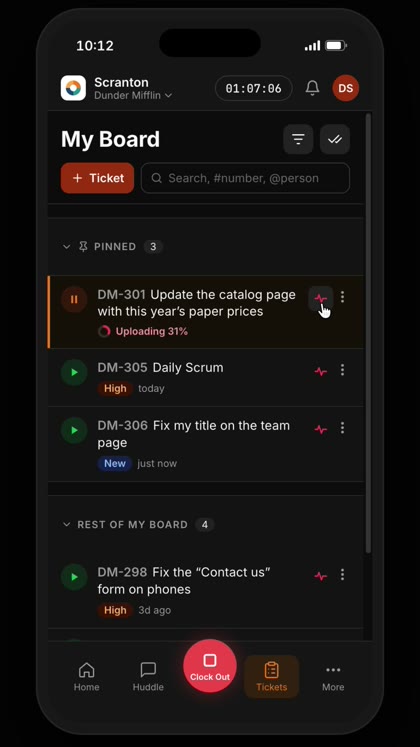 10:12
Scranton
Dunder Mifflin
01:07:06
DS
My Board
+ Ticket
Search, #number, @person
PINNED 3
DM-301 Update the catalog page
with this year’s paper prices
Uploading 31%
DM-305 Daily Scrum
High today
DM-306 Fix my title on the team
page
New just now
REST OF MY BOARD 4
DM-298 Fix the “Contact us”
form on phones
High 3d ago
Home
Huddle
Clock Out
Tickets
More